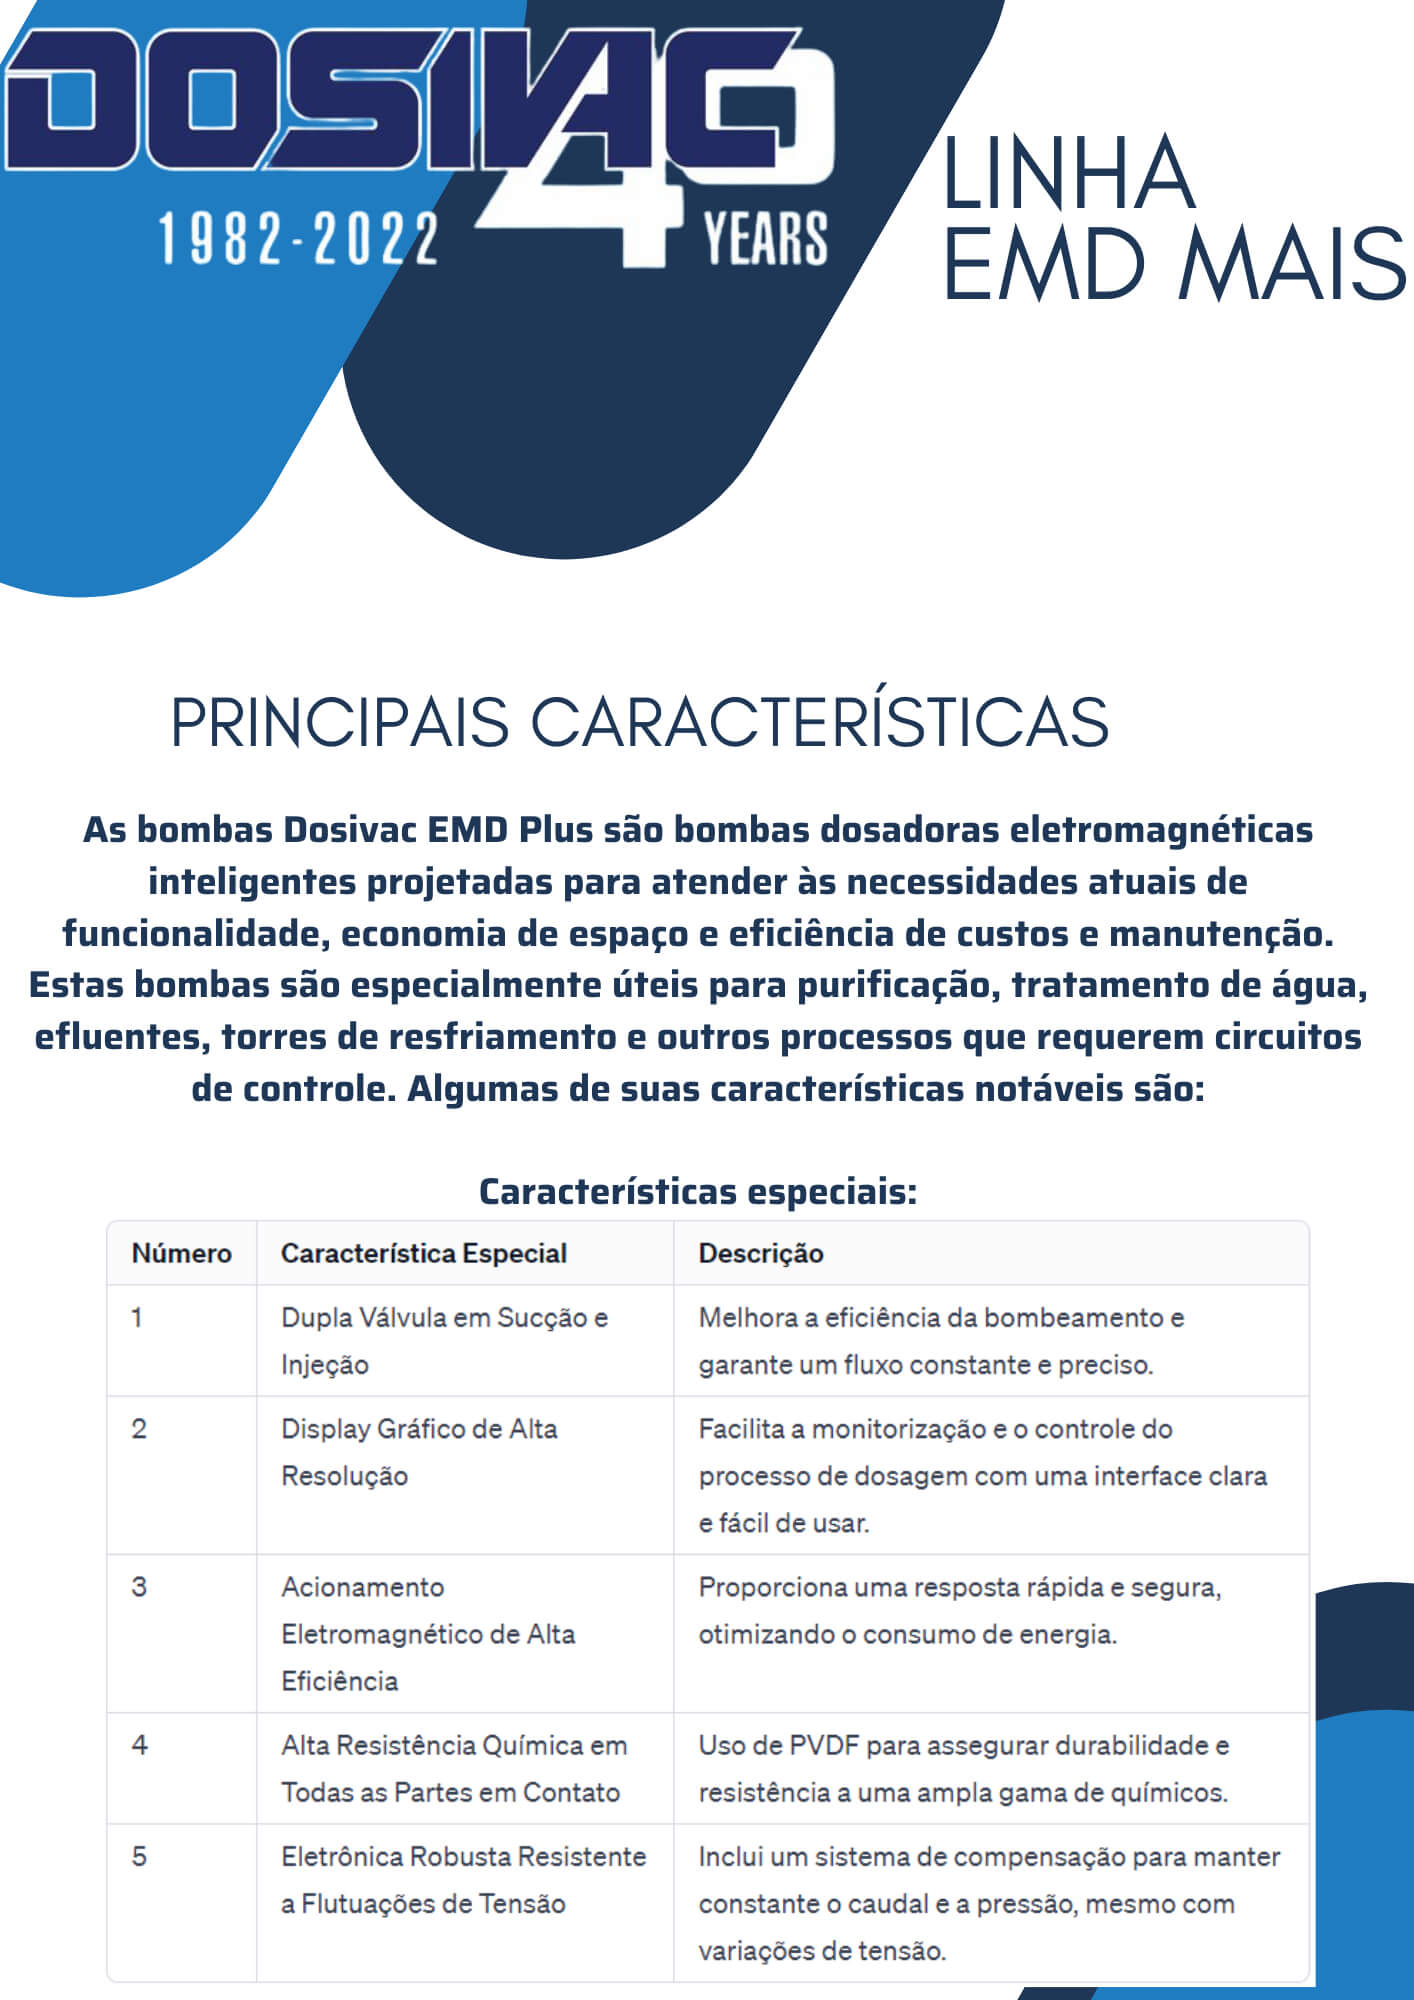 DOSIVAC
40
1982-2022
YEARS
LINHA
EMD MAIS
PRINCIPAIS CARACTERÍSTICAS
As bombas Dosivac EMD Plus são bombas dosadoras eletromagnéticas
inteligentes projetadas para atender às necessidades atuais de
funcionalidade, economia de espaço e eficiência de custos e manutenção.
Estas bombas são especialmente úteis para purificação, tratamento de água,
efluentes, torres de resfriamento e outros processos que requerem circuitos
de controle. Algumas de suas características notáveis são:
Características especiais:
Número Característica Especial Descrição
1 Dupla Válvula em Sucção e Melhora a eficiência da bombeamento e
Injeção garante um fluxo constante e preciso.
2 Display Gráfico de Alta Facilita a monitorização e o controle do
Resolução processo de dosagem com uma interface clara
e fácil de usar.
3 Acionamento Proporciona uma resposta rápida e segura,
Eletromagnético de Alta otimizando o consumo de energia.
Eficiência
4 Alta Resistência Química em Uso de PVDF para assegurar durabilidade e
Todas as Partes em Contato resistência a uma ampla gama de químicos.
5 Eletrônica Robusta Resistente Inclui um sistema de compensação para manter
a Flutuações de Tensão constante o caudal e a pressão, mesmo com
variações de tensão.